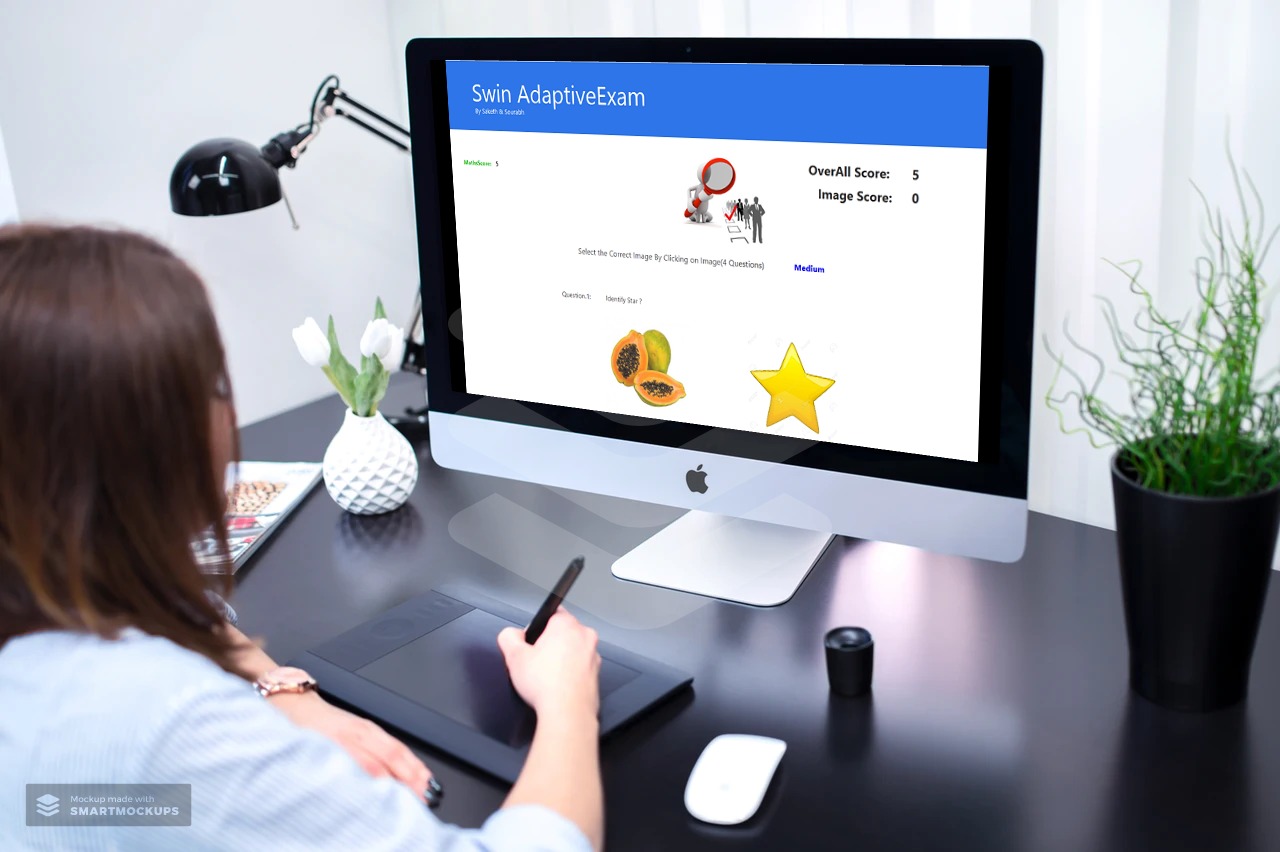 Swin AdaptiveExam
By Saketh & Sourabh
MathsScore: 5
OverAll Score: 5
Image Score: 0
Select the Correct Image By Clicking on Image(4 Questions)
Medium
Question.1: Identify Star ?
Mockup made with
SMARTMOCKUPS